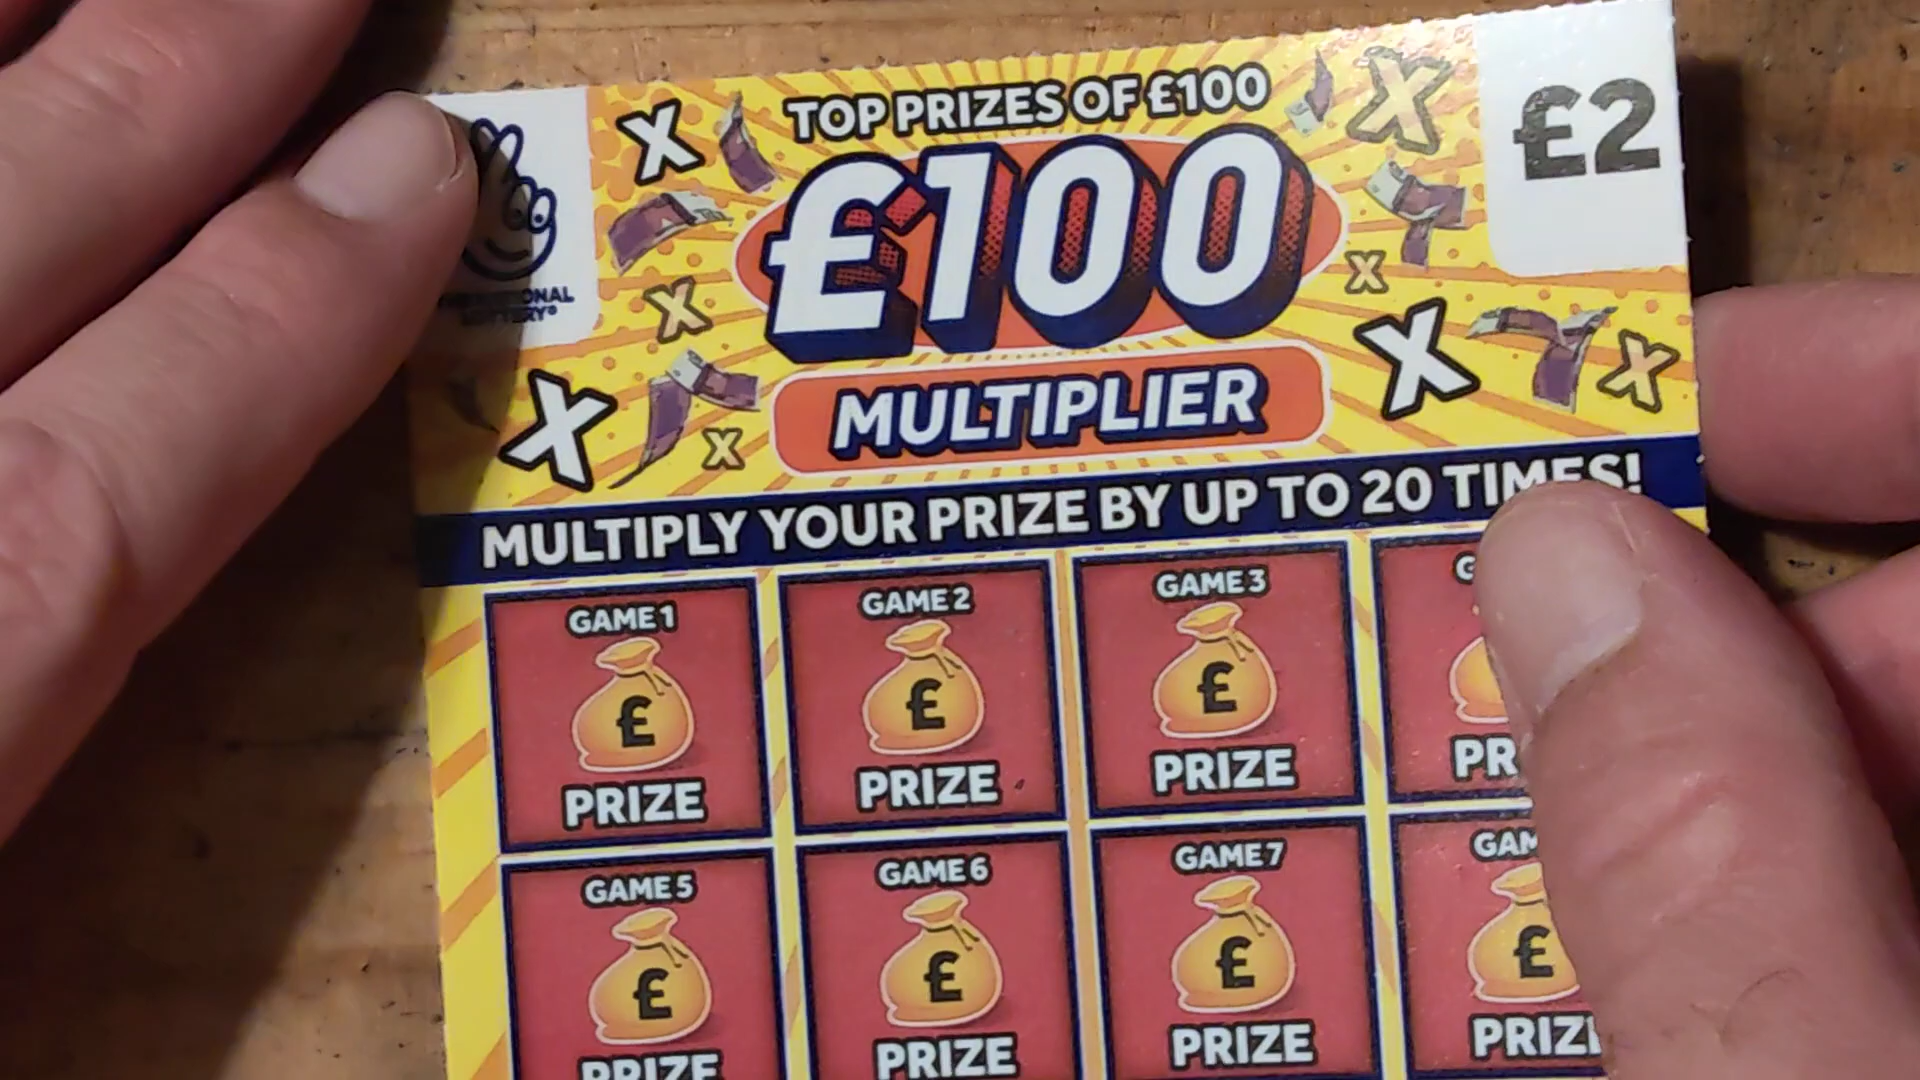 TOP PRIZES OF £100
£2
£100
MULTIPLIER
MULTIPLY YOUR PRIZE BY UP TO 20 TIMES!
GAME 1
GAME 2
GAME 3
£
£
£
PRIZE
PRIZE
PRIZE
GAME 5
GAME 6
GAME 7
£
£
£
£
PRIZE
PRIZE
PRIZE
X
X
X
X
X
X
X
X